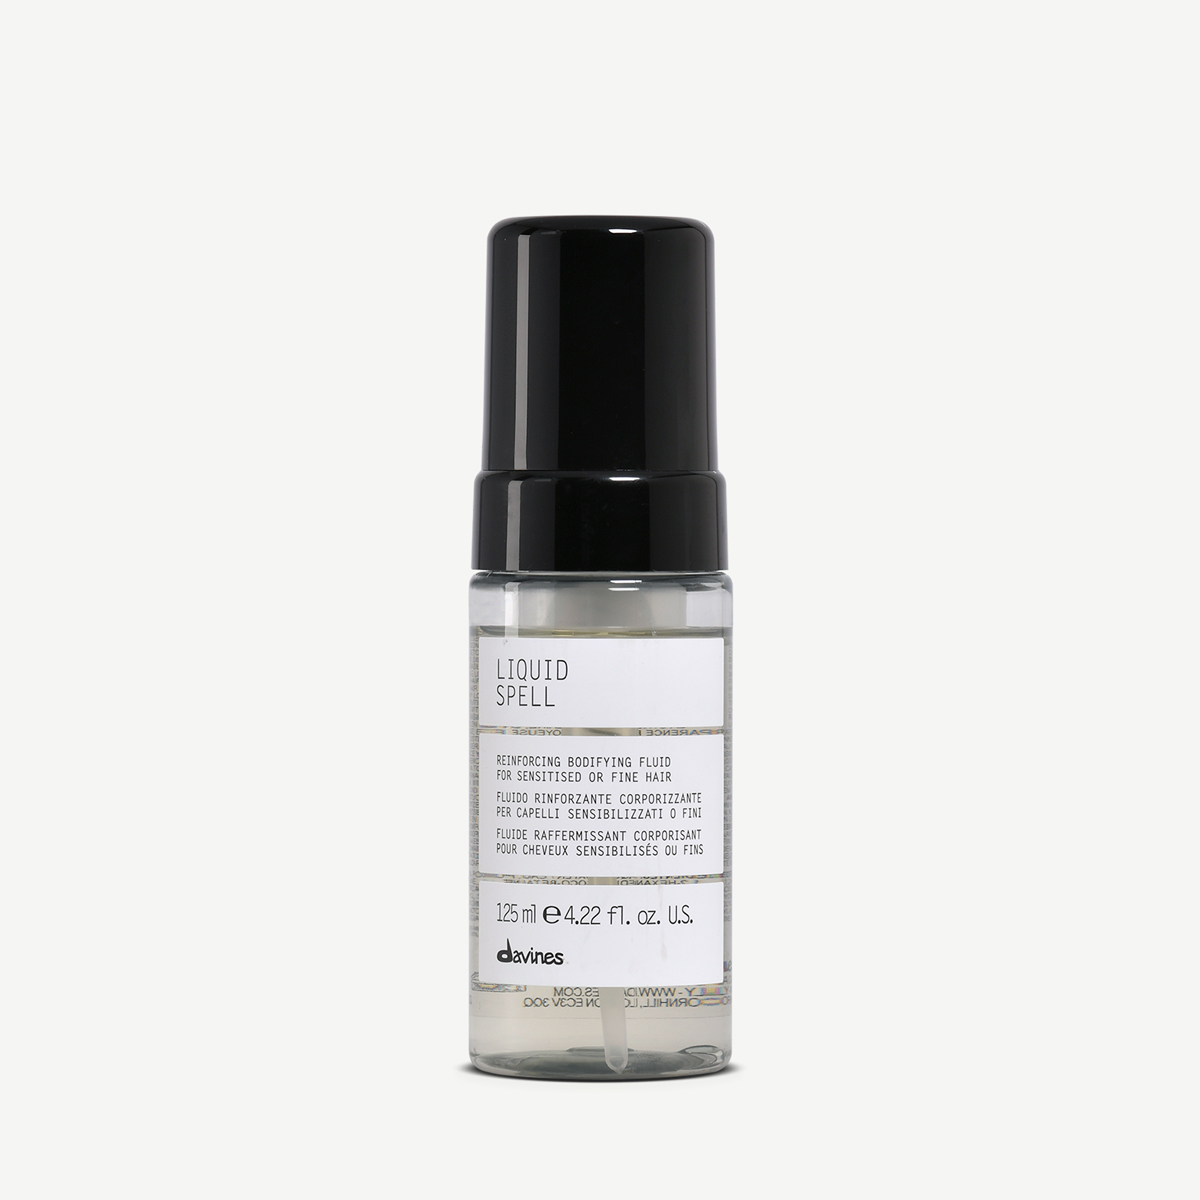 LIQUID
SPELL
REINFORCING BODIFYING FLUID
FOR SENSITISED OR FINE HAIR
FLUIDO RINFORZANTE CORPORIZZANTE
PER CAPELLI SENSIBILIZZATI O FINI
FLUIDE RAFFERMISSANT CORPORISANT
POUR CHEVEUX SENSIBILISÉS OU FINS
125 ml ℮ 4.22 fl. oz. U.S.
davines